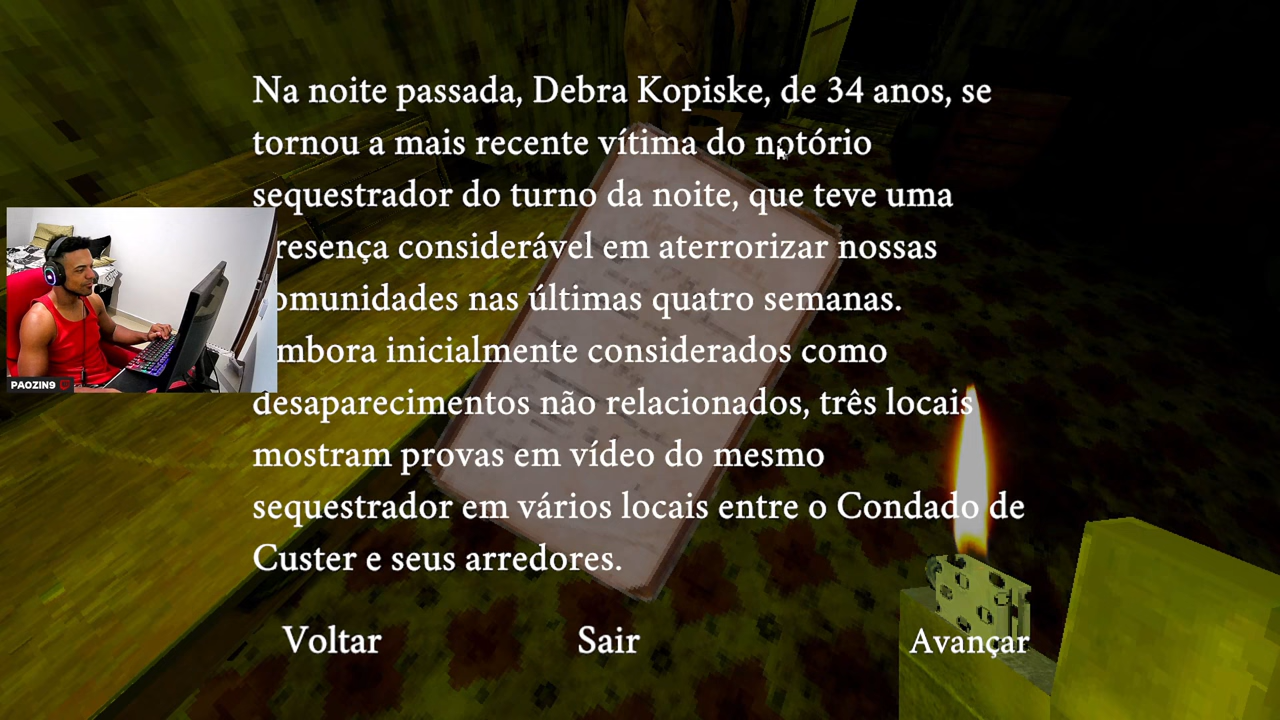 Na noite passada, Debra Kopiske, de 34 anos, se
tornou a mais recente vítima do notório
sequestrador do turno da noite, que teve uma
resença considerável em aterrorizar nossas
omunidades nas últimas quatro semanas.
mbora inicialmente considerados como
desaparecimentos não relacionados, três locais
mostram provas em vídeo do mesmo
sequestrador em vários locais entre o Condado de
Custer e seus arredores.
PAOZIN9
Voltar Sair Avançar